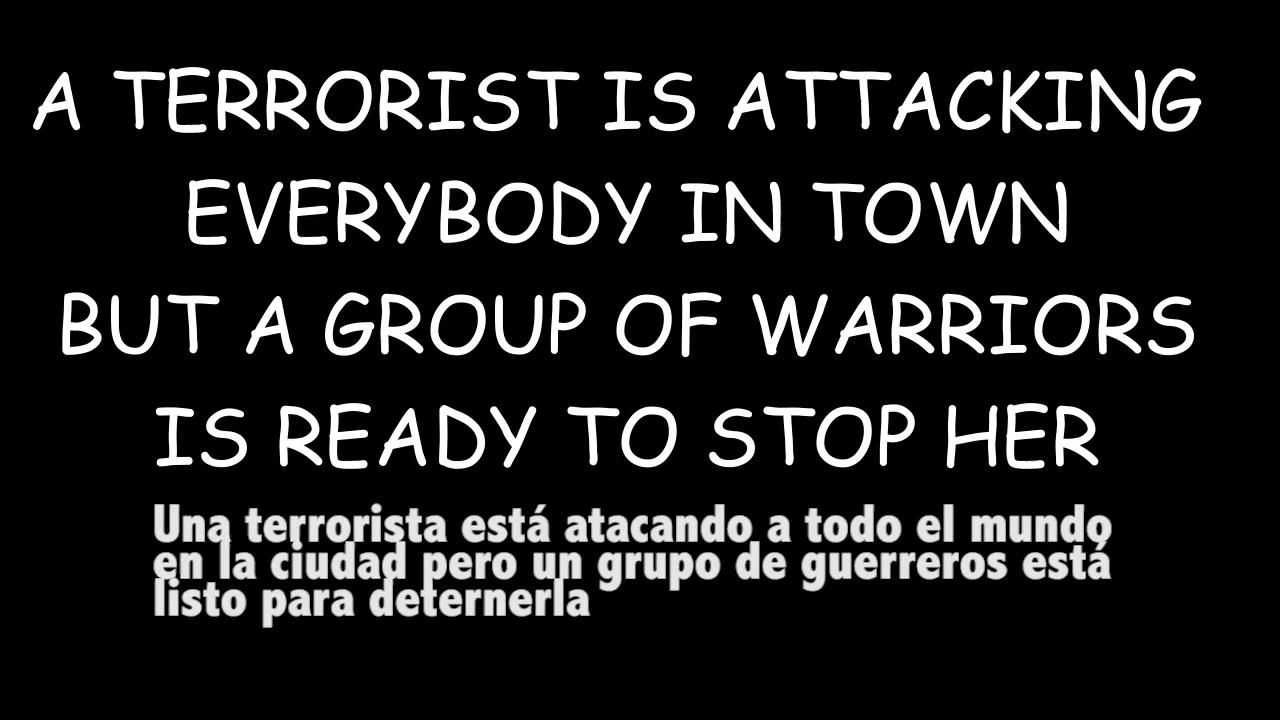 A TERRORIST IS ATTACKING
EVERYBODY IN TOWN
BUT A GROUP OF WARRIORS
IS READY TO STOP HER
Una terrorista está atacando a todo el mundo
en la ciudad pero un grupo de guerreros está
listo para deternerla